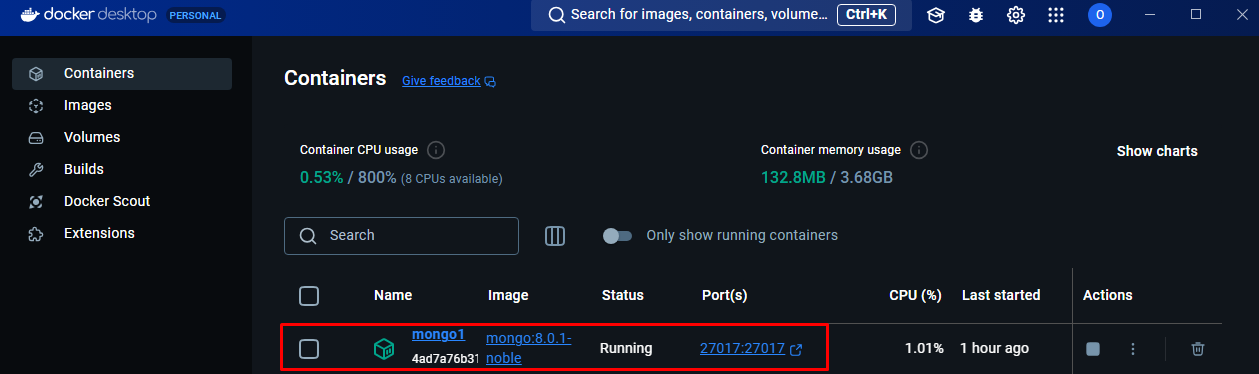 docker desktop PERSONAL Search for images, containers, volume... Ctrl+K O
Containers
Images
Volumes
Builds
Docker Scout
Extensions
Containers Give feedback
Container CPU usage Container memory usage Show charts
0.53% / 800% (8 CPUs available) 132.8MB / 3.68GB
Search Only show running containers
Name Image Status Port(s) CPU (%) Last started Actions
mongo1 mongo:8.0.1-
Running 27017:27017 1.01% 1 hour ago
4ad7a76b31 noble